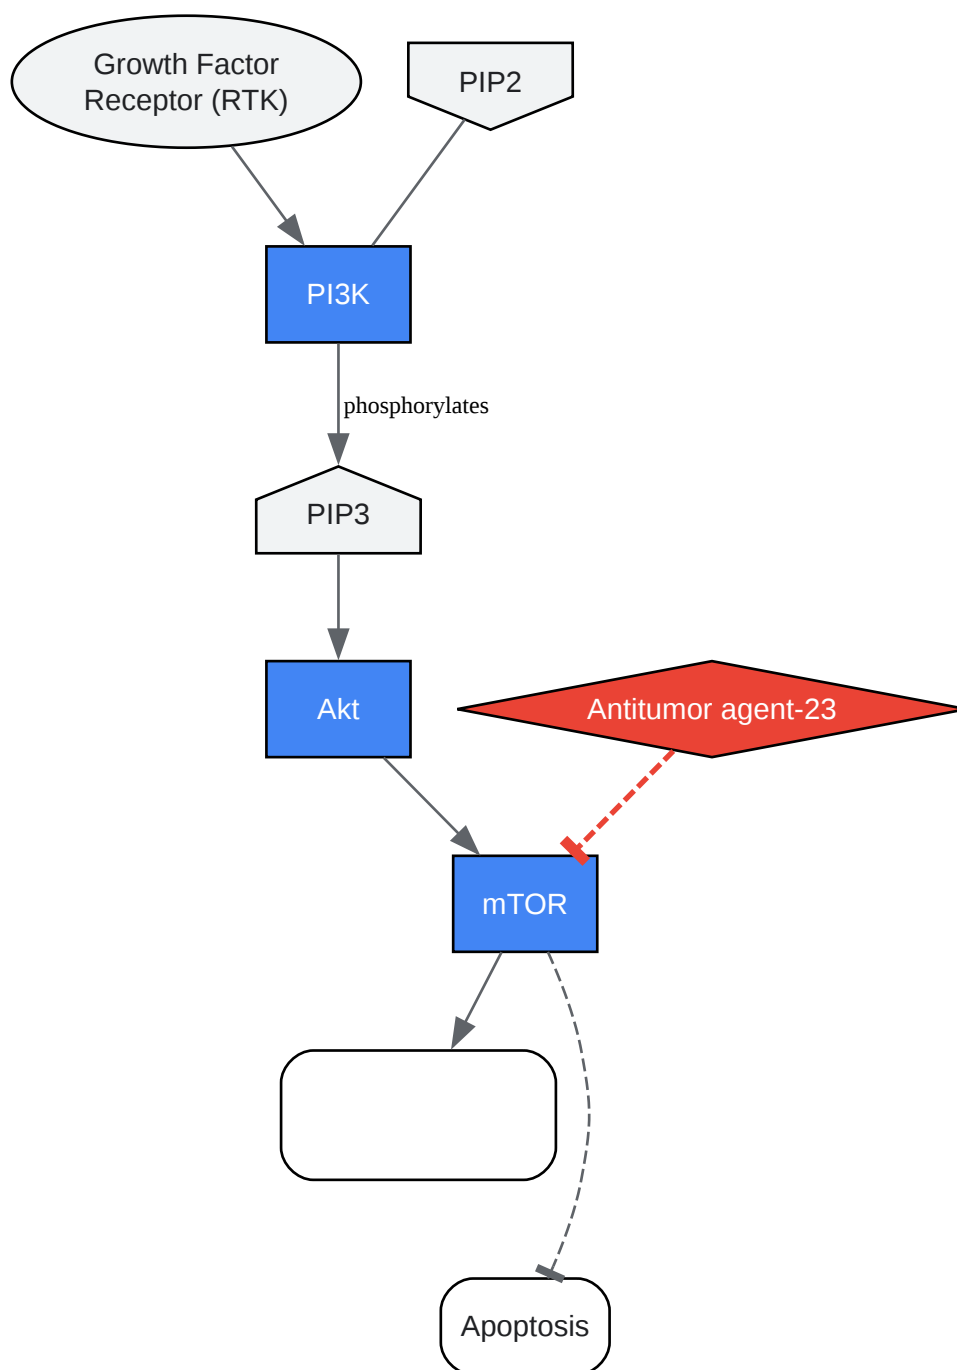 Growth Factor
Receptor (RTK)
PIP2
PI3K
phosphorylates
PIP3
Akt
Antitumor agent-23
mTOR
Apoptosis